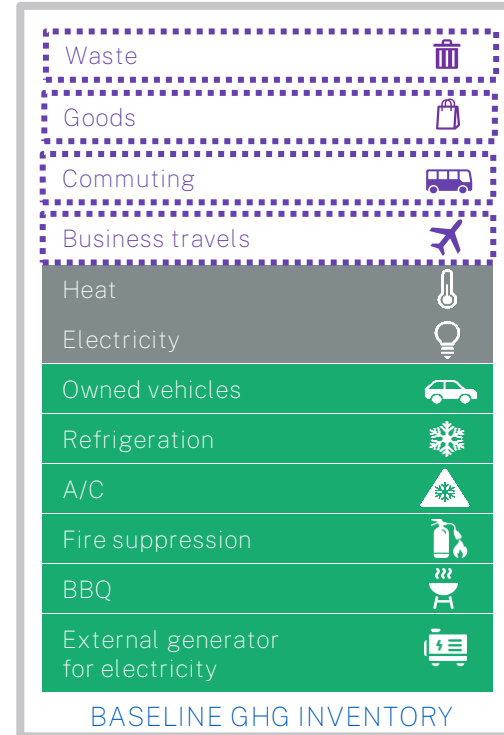 Waste
Goods
Commuting
Business travels
Heat
Electricity
Owned vehicles
Refrigeration
A/C
Fire suppression
BBQ
External generator
for electricity
BASELINE GHG INVENTORY